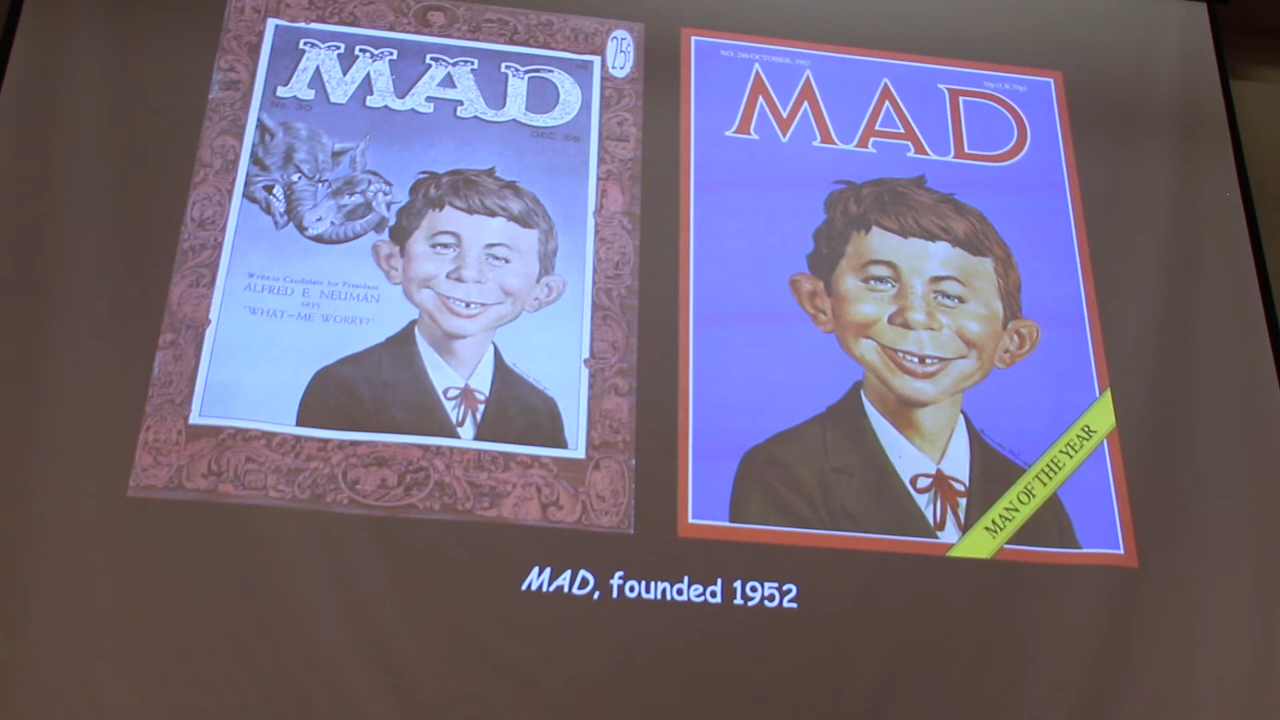 MAD
25¢
No. 30
DEC 56
Write-in Candidate for President
ALFRED E. NEUMAN
says
"WHAT—ME WORRY?"
MAD
MAN OF THE YEAR
MAD, founded 1952